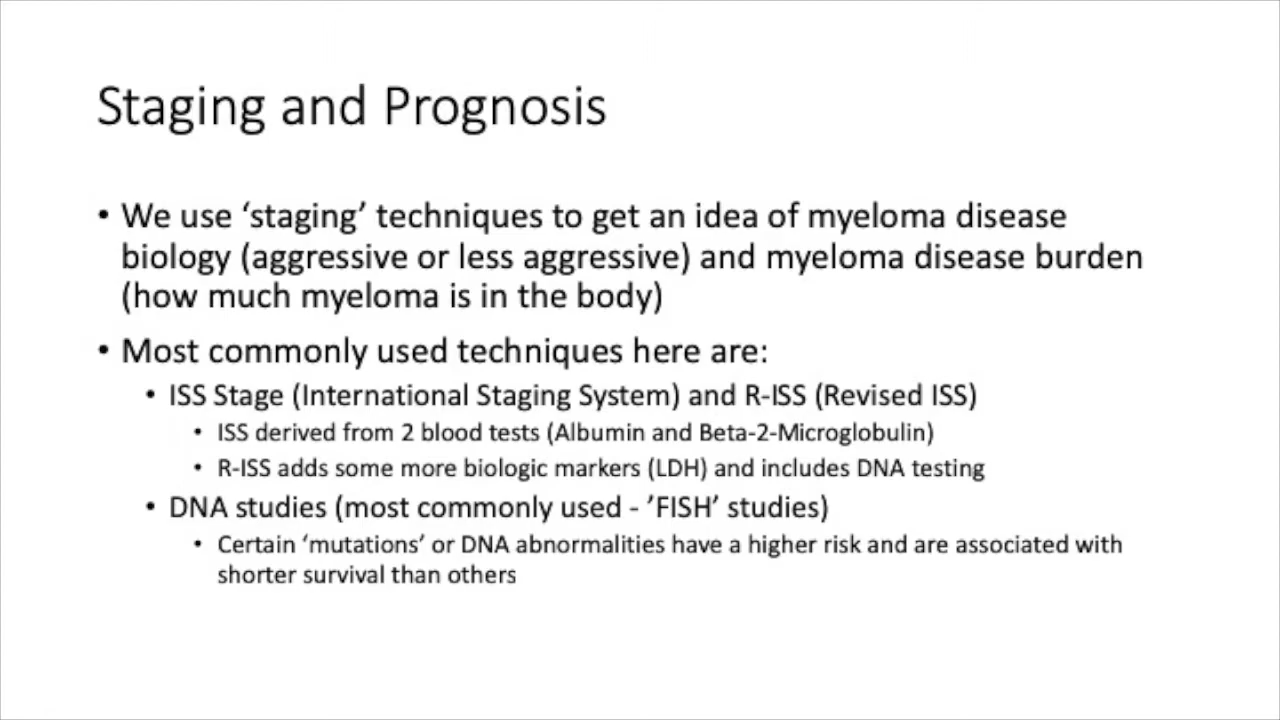 Staging and Prognosis
• We use ‘staging’ techniques to get an idea of myeloma disease
biology (aggressive or less aggressive) and myeloma disease burden
(how much myeloma is in the body)
• Most commonly used techniques here are:
• ISS Stage (International Staging System) and R-ISS (Revised ISS)
• ISS derived from 2 blood tests (Albumin and Beta-2-Microglobulin)
• R-ISS adds some more biologic markers (LDH) and includes DNA testing
• DNA studies (most commonly used - ’FISH’ studies)
• Certain ‘mutations’ or DNA abnormalities have a higher risk and are associated with
shorter survival than others